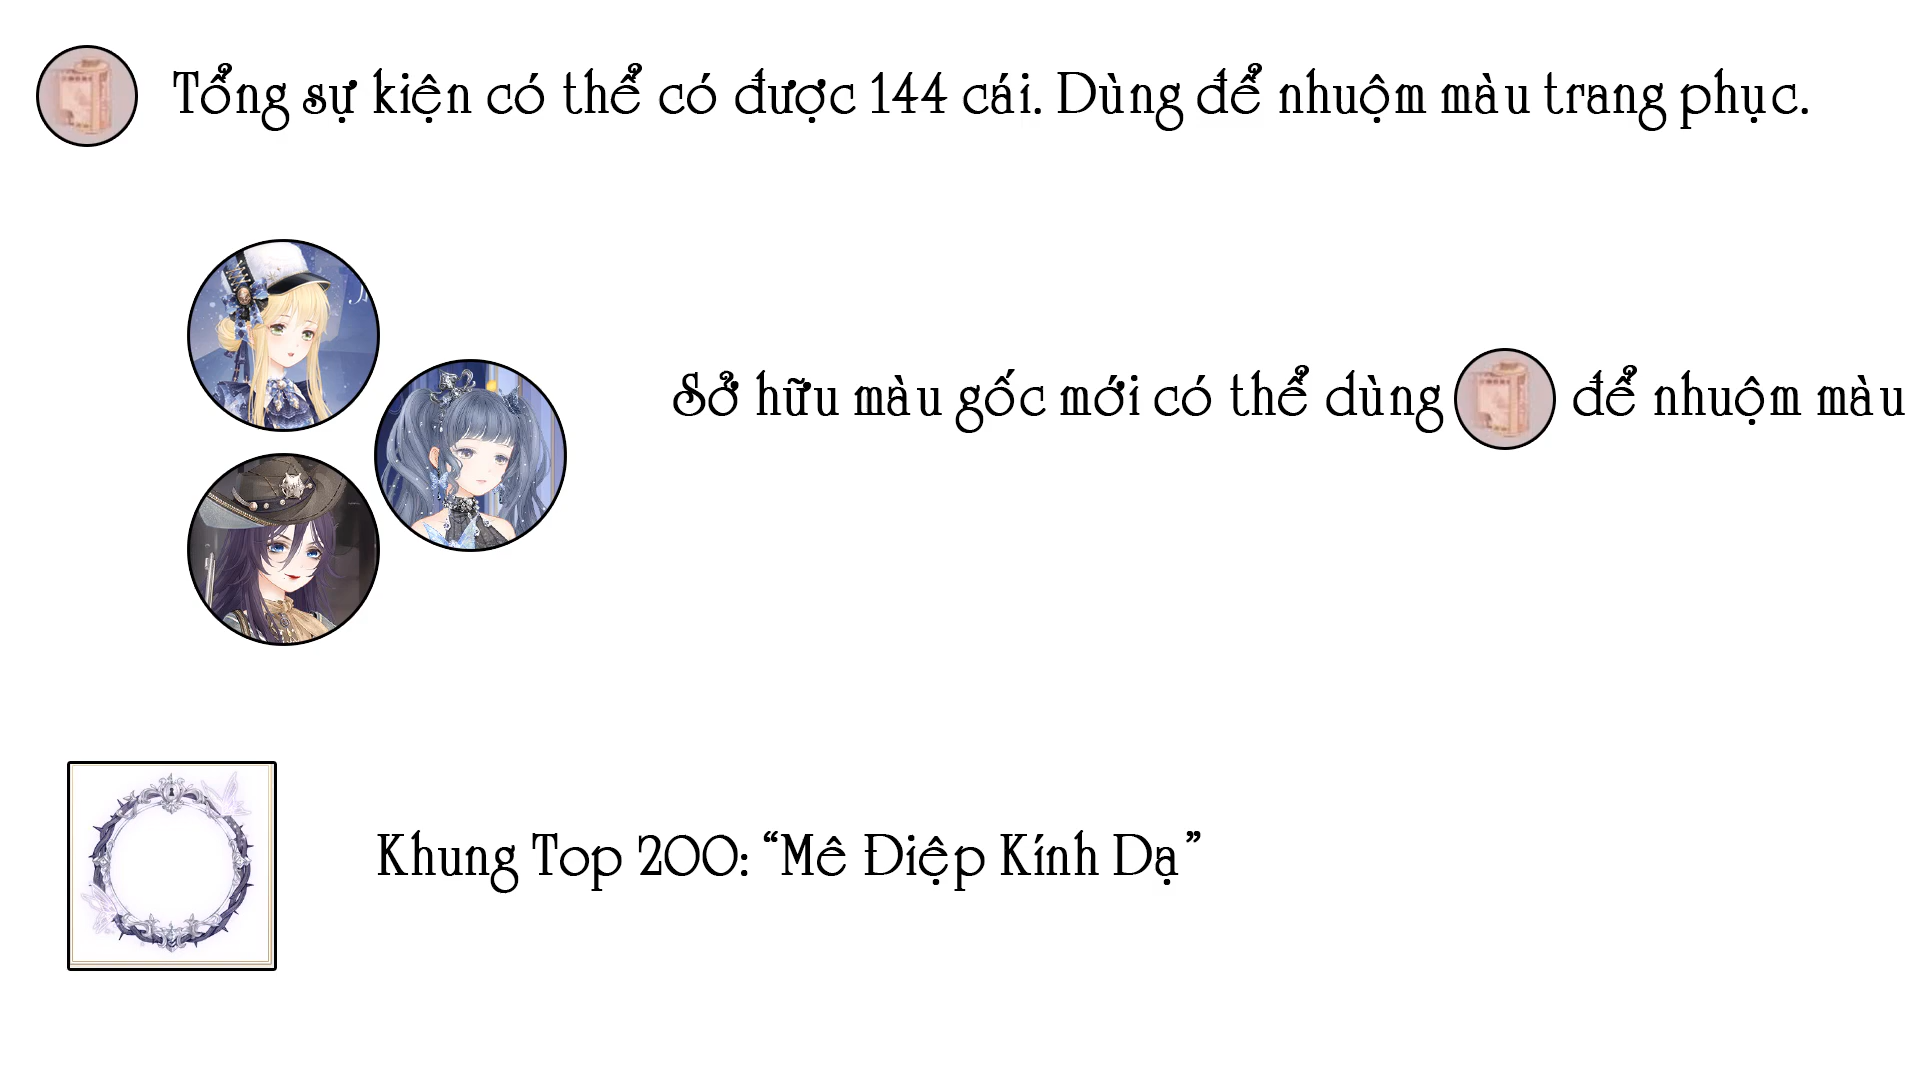 Tổng sự kiện có thể có được 144 cái. Dùng để nhuộm màu trang phục.
Sở hữu màu gốc mới có thể dùng để nhuộm màu
Khung Top 200: “Mê Điệp Kính Dạ”